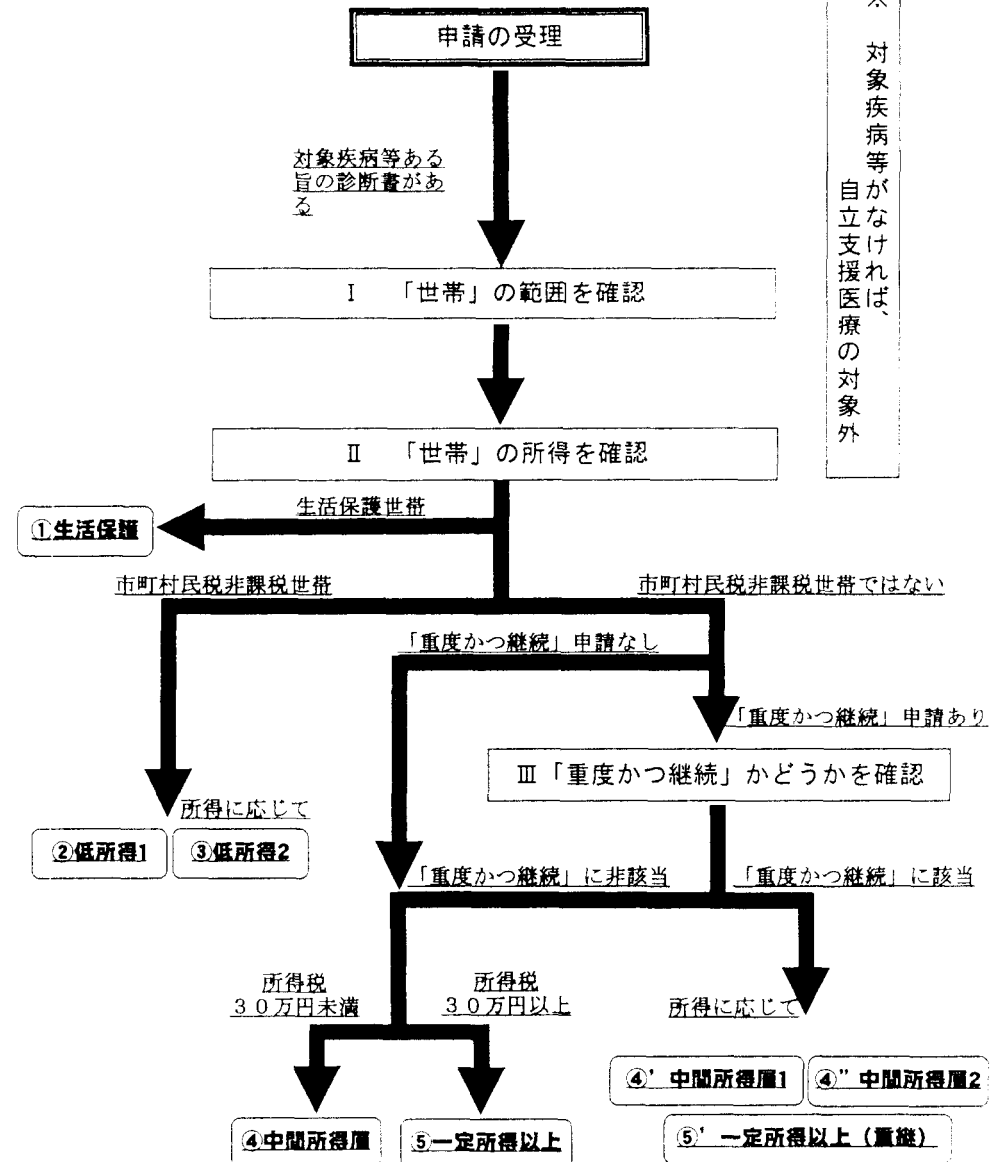 申請の受理
※　対象疾病等がなければ、
自立支援医療の対象外
対象疾病等ある
旨の診断書があ
る
Ⅰ　「世帯」の範囲を確認
Ⅱ　「世帯」の所得を確認
生活保護世帯
①生活保護
市町村民税非課税世帯
市町村民税非課税世帯ではない
「重度かつ継続」申請なし
「重度かつ継続」申請あり
Ⅲ「重度かつ継続」かどうかを確認
所得に応じて
②低所得1
③低所得2
「重度かつ継続」に非該当
「重度かつ継続」に該当
所得税
３０万円未満
所得税
３０万円以上
所得に応じて
④中間所得層
⑤一定所得以上
④’中間所得層1
④”中間所得層2
⑤’一定所得以上（重継）